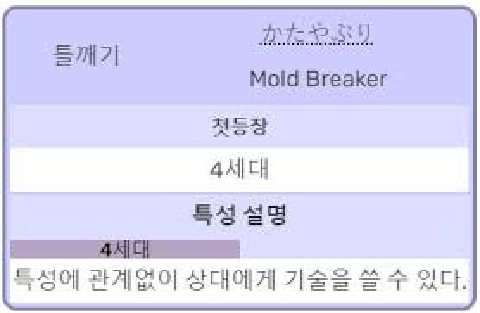 틀깨기
かたやぶり
Mold Breaker
첫등장
4세대
특성 설명
4세대
특성에 관계없이 상대에게 기술을 쓸 수 있다.